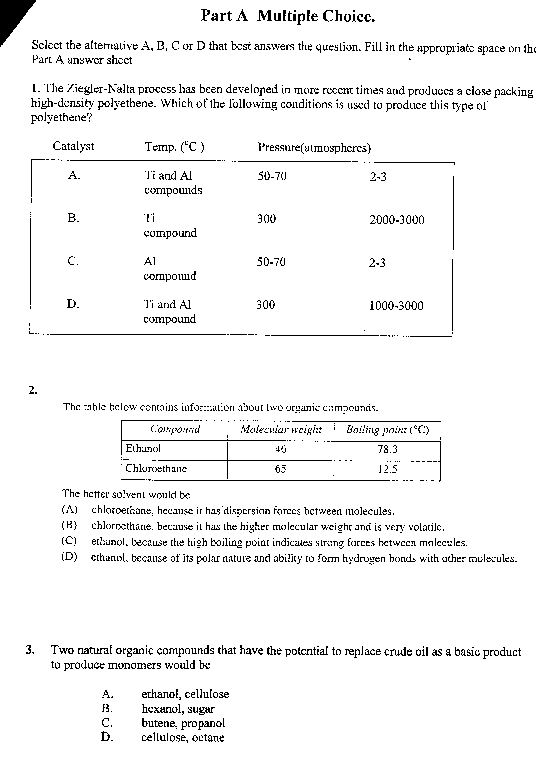 Part A Multiple Choice.
Select the alternative A, B, C or D that best answers the question. Fill in the appropriate space on the
Part A answer sheet
1. The Ziegler-Nalta process has been developed in more recent times and produces a close packing
high-density polyethene. Which of the following conditions is used to produce this type of
polyethene?
Catalyst Temp. (°C ) Pressure(atmospheres)
A. Ti and Al 50-70 2-3
compounds
B. Ti 300 2000-3000
compound
C. Al 50-70 2-3
compound
D. Ti and Al 300 1000-3000
compound
2.
The table below contains information about two organic compounds.
Compound Molecular weight Boiling point (°C)
Ethanol 46 78.3
Chloroethane 65 12.5
The better solvent would be
(A) chloroethane, because it has dispersion forces between molecules.
(B) chloroethane, because it has the higher molecular weight and is very volatile.
(C) ethanol, because the high boiling point indicates strong forces between molecules.
(D) ethanol, because of its polar nature and ability to form hydrogen bonds with other molecules.
3. Two natural organic compounds that have the potential to replace crude oil as a basic product
to produce monomers would be
A. ethanol, cellulose
B. hexanol, sugar
C. butene, propanol
D. cellulose, octane